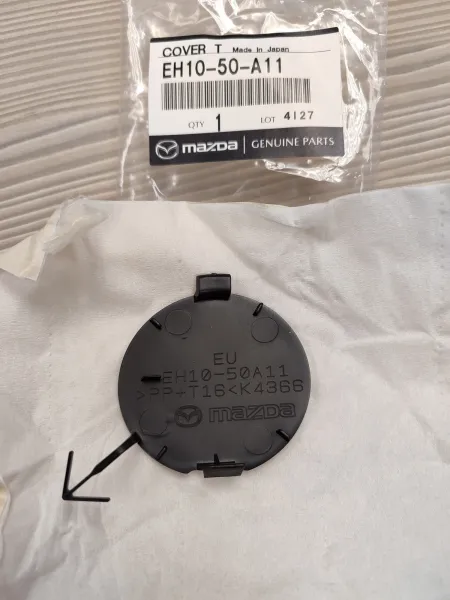 COVER T Made In Japan
EH10-50-A11
QTY 1 LOT 4127
mazda GENUINE PARTS
EU
EH10-50A11
>PP+T16<K4366
mazda